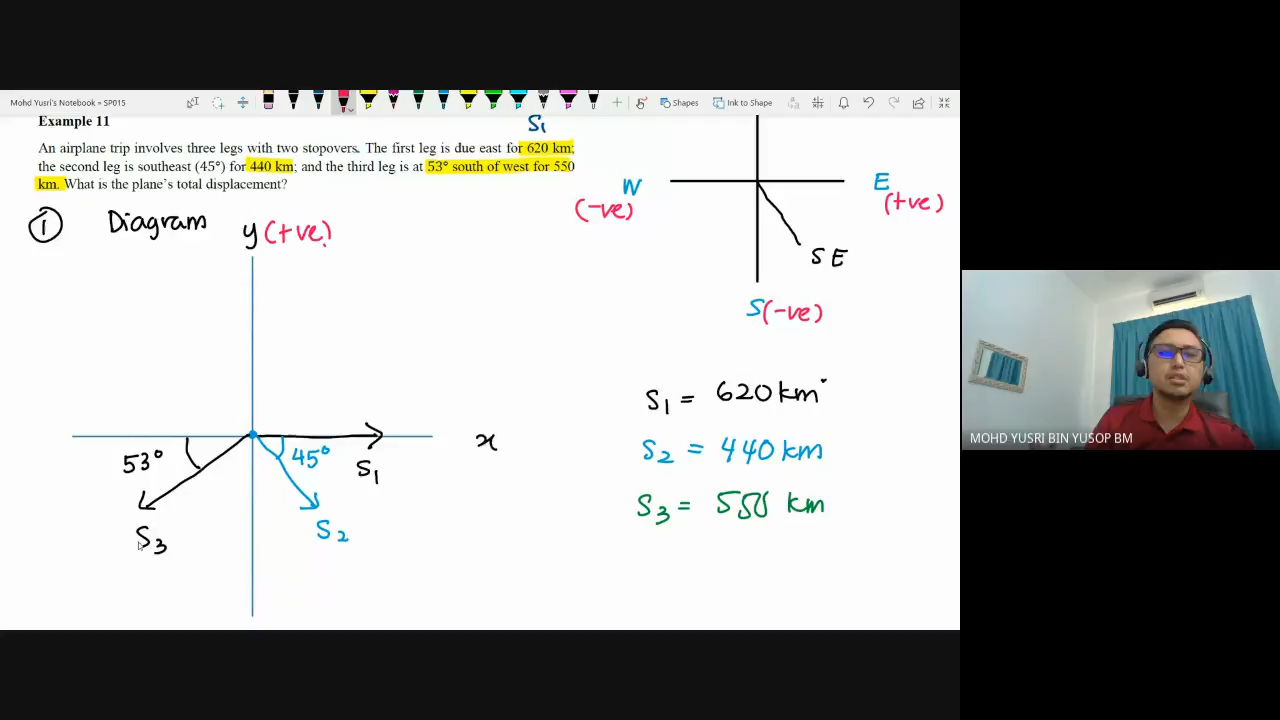 Mohd Yusri's Notebook » SP015
Shapes
Ink to Shape
Example 11
An airplane trip involves three legs with two stopovers. The first leg is due east for 620 km;
the second leg is southeast (45°) for 440 km; and the third leg is at 53° south of west for 550
km. What is the plane's total displacement?
S1
W
(-ve)
E
(+ve)
SE
S(-ve)
1 Diagram
y (+ve)
x
53°
45°
S1
S2
S3
S1 = 620 km
S2 = 440 km
S3 = 550 km
MOHD YUSRI BIN YUSOP BM